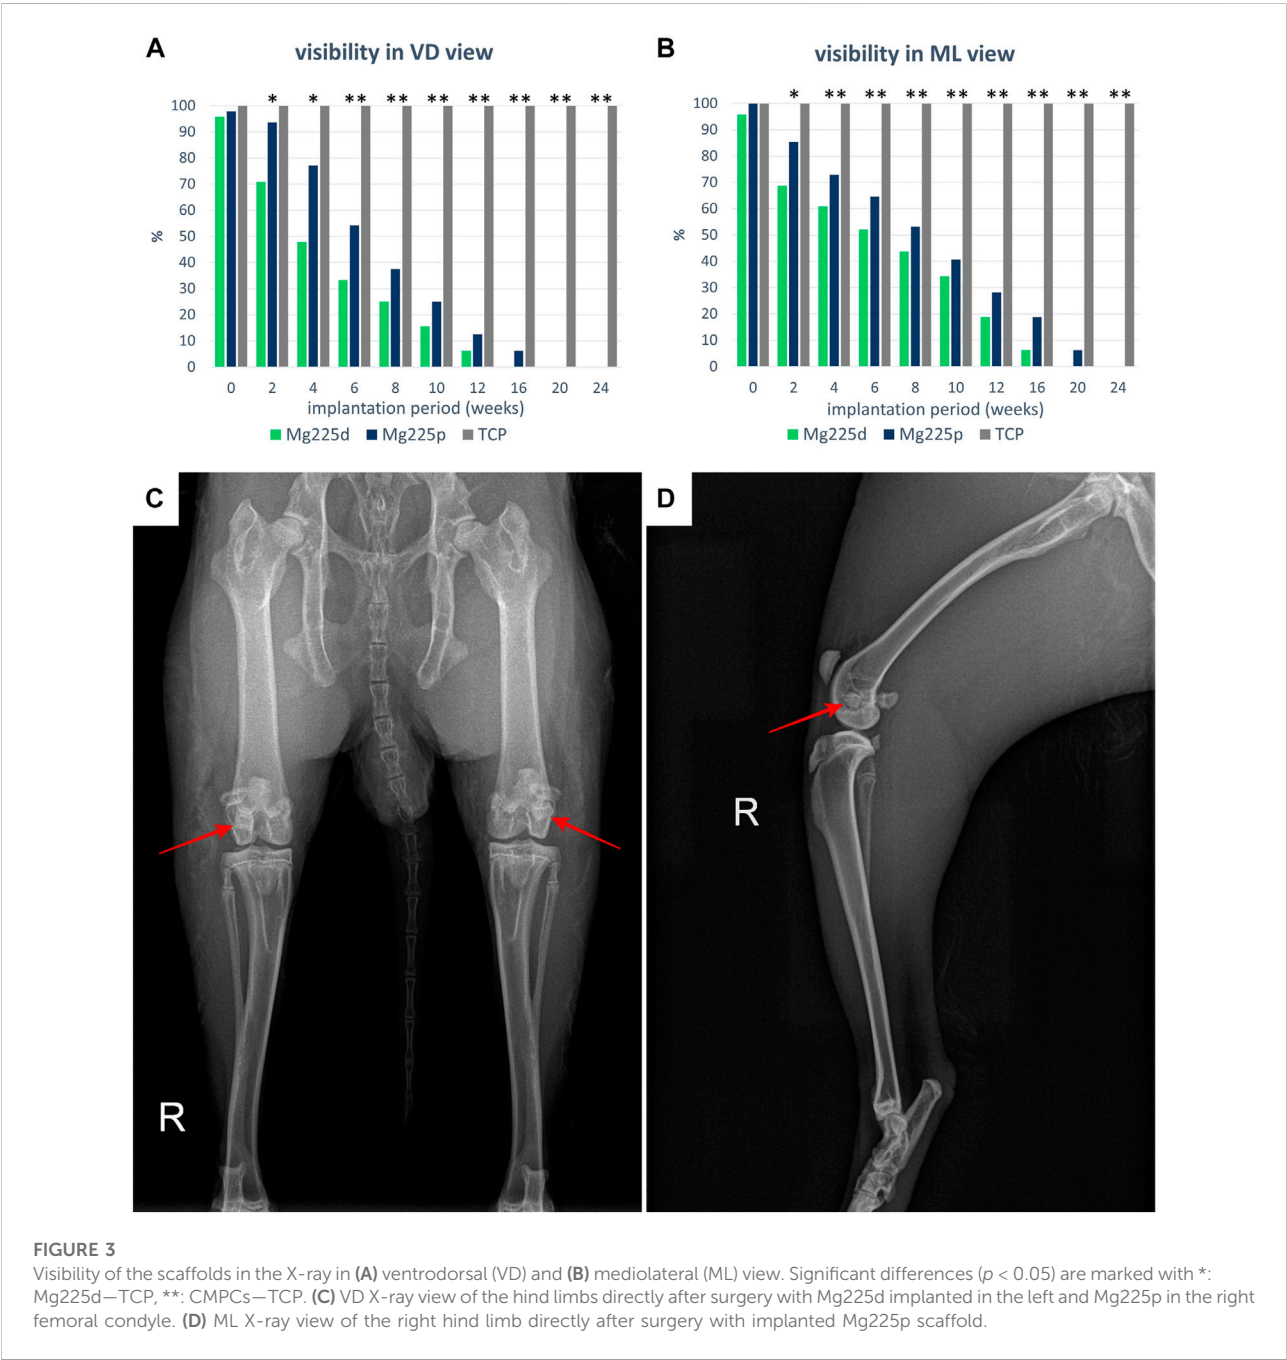 A
visibility in VD view
100
90
80
70
60
50
40
30
20
10
0
%
* * ** ** ** ** ** ** **
0 2 4 6 8 10 12 16 20 24
implantation period (weeks)
Mg225d Mg225p TCP
B
visibility in ML view
100
90
80
70
60
50
40
30
20
10
0
%
* ** ** ** ** ** ** ** **
0 2 4 6 8 10 12 16 20 24
implantation period (weeks)
Mg225d Mg225p TCP
C
R
D
R
FIGURE 3
Visibility of the scaffolds in the X-ray in (A) ventrodorsal (VD) and (B) mediolateral (ML) view. Significant differences (p < 0.05) are marked with *:
Mg225d—TCP, **: CMPCs—TCP. (C) VD X-ray view of the hind limbs directly after surgery with Mg225d implanted in the left and Mg225p in the right
femoral condyle. (D) ML X-ray view of the right hind limb directly after surgery with implanted Mg225p scaffold.